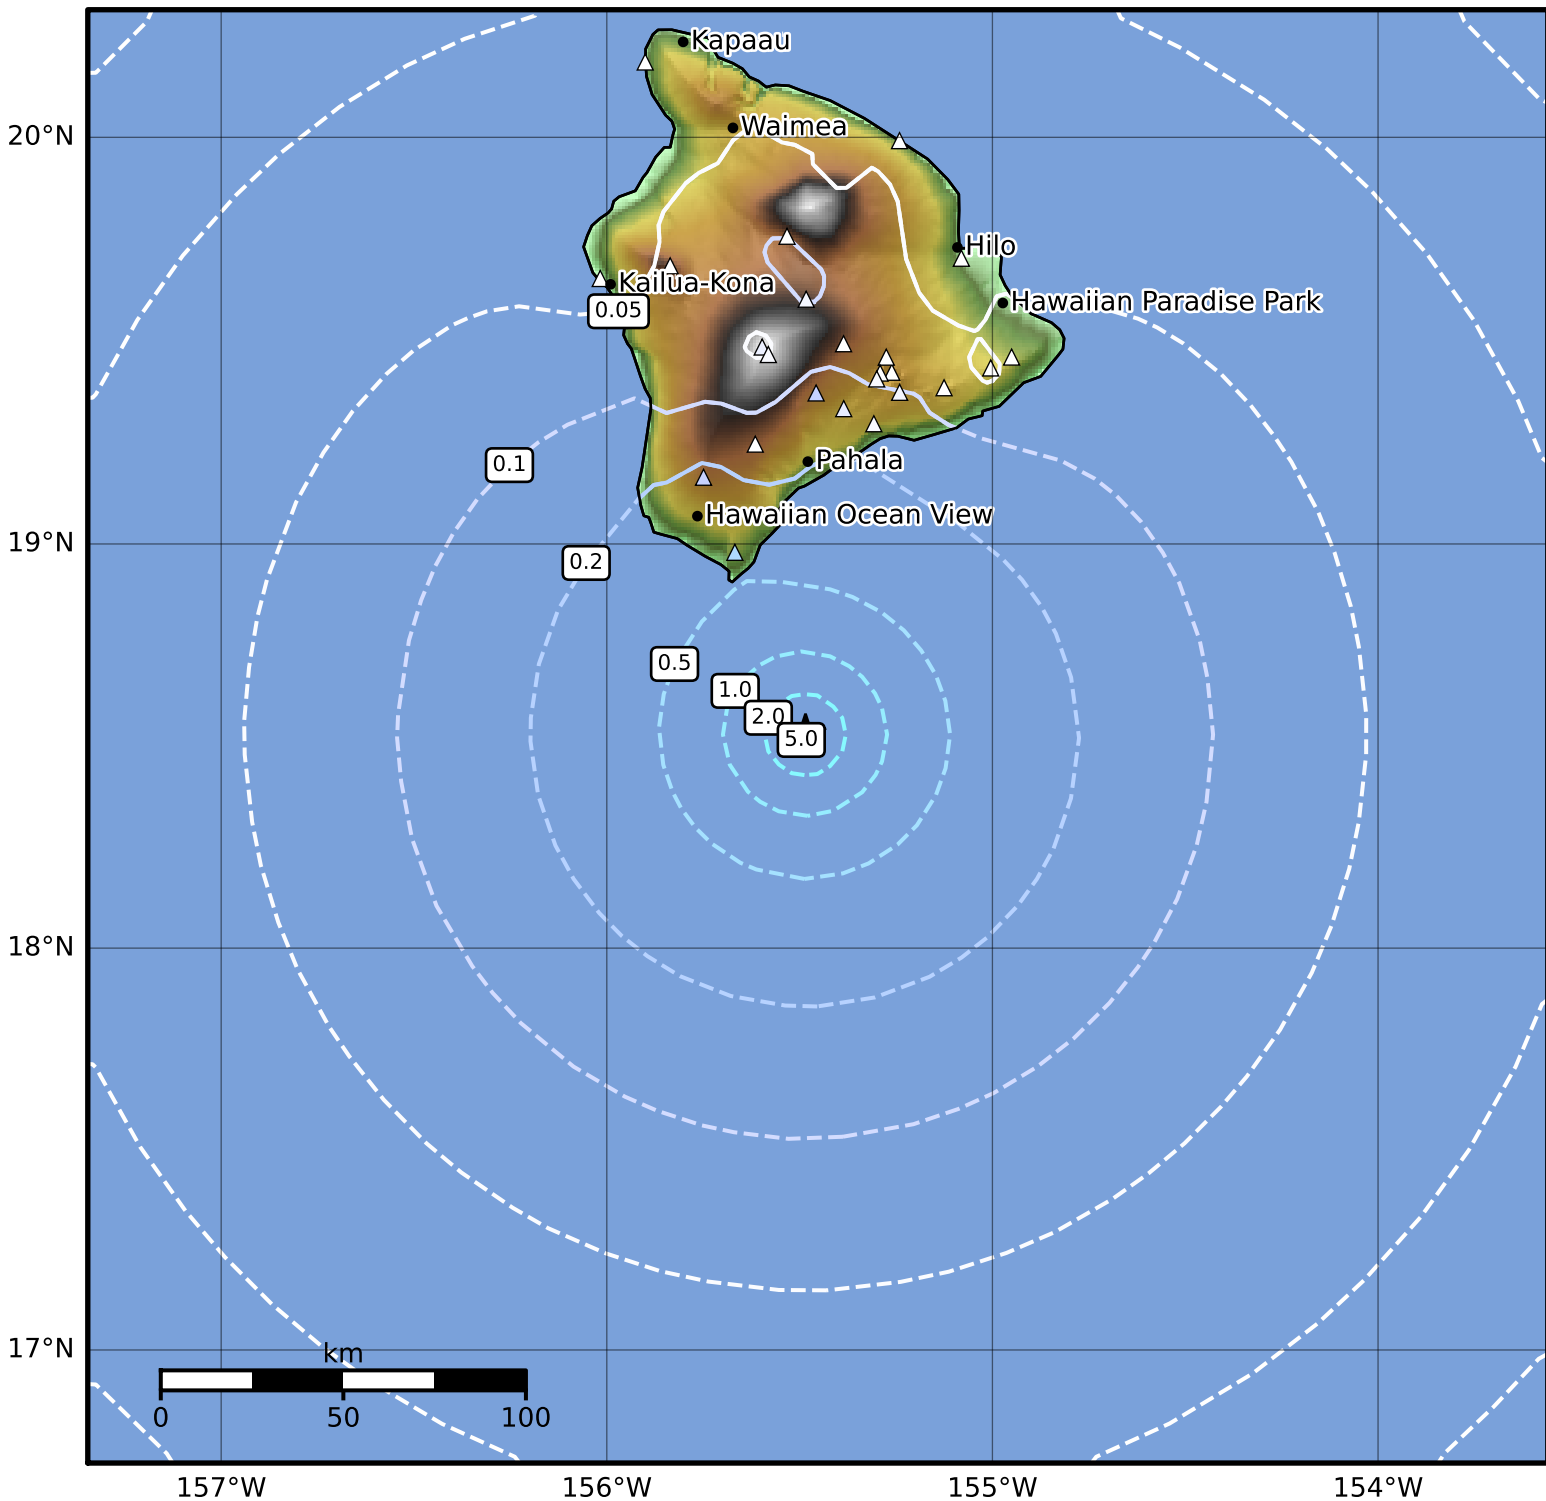 Kapaau
20°N
Waimea
Hilo
Kailua-Kona
Hawaiian Paradise Park
0.05
Pahala
0.1
Hawaiian Ocean View
19°N
0.2
0.5
1.0
2.0
5.0
18°N
17°N
km
0 50 100
157°W 156°W 155°W 154°W